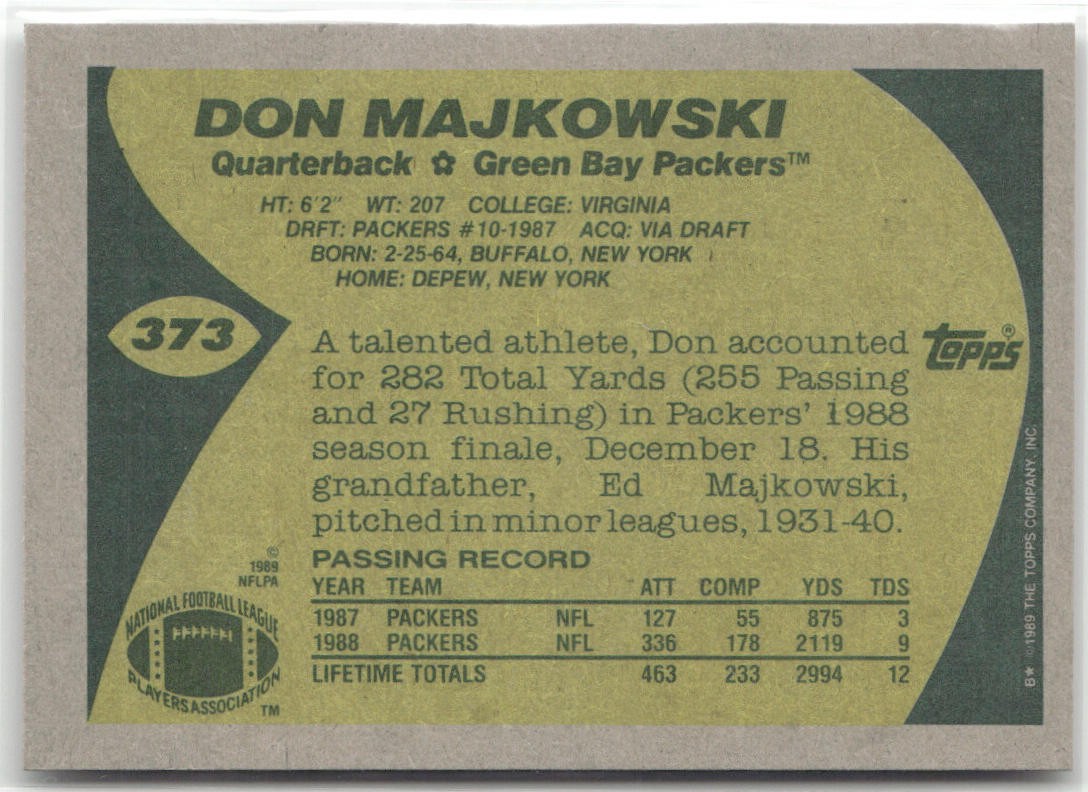 DON MAJKOWSKI
Quarterback ✿ Green Bay Packers™
HT: 6'2" WT: 207 COLLEGE: VIRGINIA
DRFT: PACKERS #10-1987 ACQ: VIA DRAFT
BORN: 2-25-64, BUFFALO, NEW YORK
HOME: DEPEW, NEW YORK
373
A talented athlete, Don accounted
for 282 Total Yards (255 Passing
and 27 Rushing) in Packers' 1988
season finale, December 18. His
grandfather, Ed Majkowski,
pitched in minor leagues, 1931-40.
topps®
PASSING RECORD
YEAR TEAM ATT COMP YDS TDS
1987 PACKERS NFL 127 55 875 3
1988 PACKERS NFL 336 178 2119 9
LIFETIME TOTALS 463 233 2994 12
©
1989
NFLPA
NATIONAL FOOTBALL LEAGUE
PLAYERS ASSOCIATION
TM
B★ ©1989 THE TOPPS COMPANY, INC.